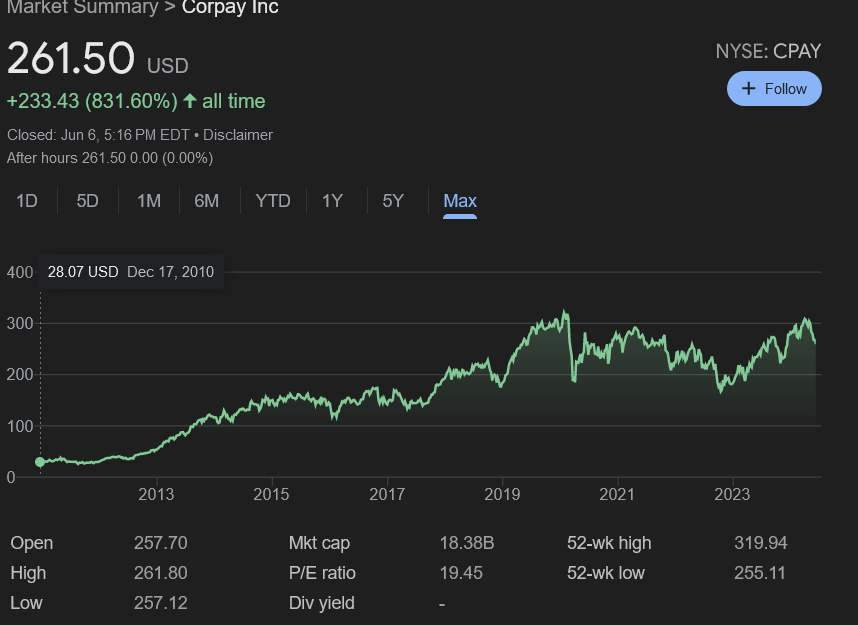 Market Summary > Corpay Inc
261.50 USD
NYSE: CPAY
+ Follow
+233.43 (831.60%) ↑ all time
Closed: Jun 6, 5:16 PM EDT • Disclaimer
After hours 261.50 0.00 (0.00%)
1D 5D 1M 6M YTD 1Y 5Y Max
28.07 USD Dec 17, 2010
400
300
200
100
0
2013 2015 2017 2019 2021 2023
Open 257.70 Mkt cap 18.38B 52-wk high 319.94
High 261.80 P/E ratio 19.45 52-wk low 255.11
Low 257.12 Div yield -